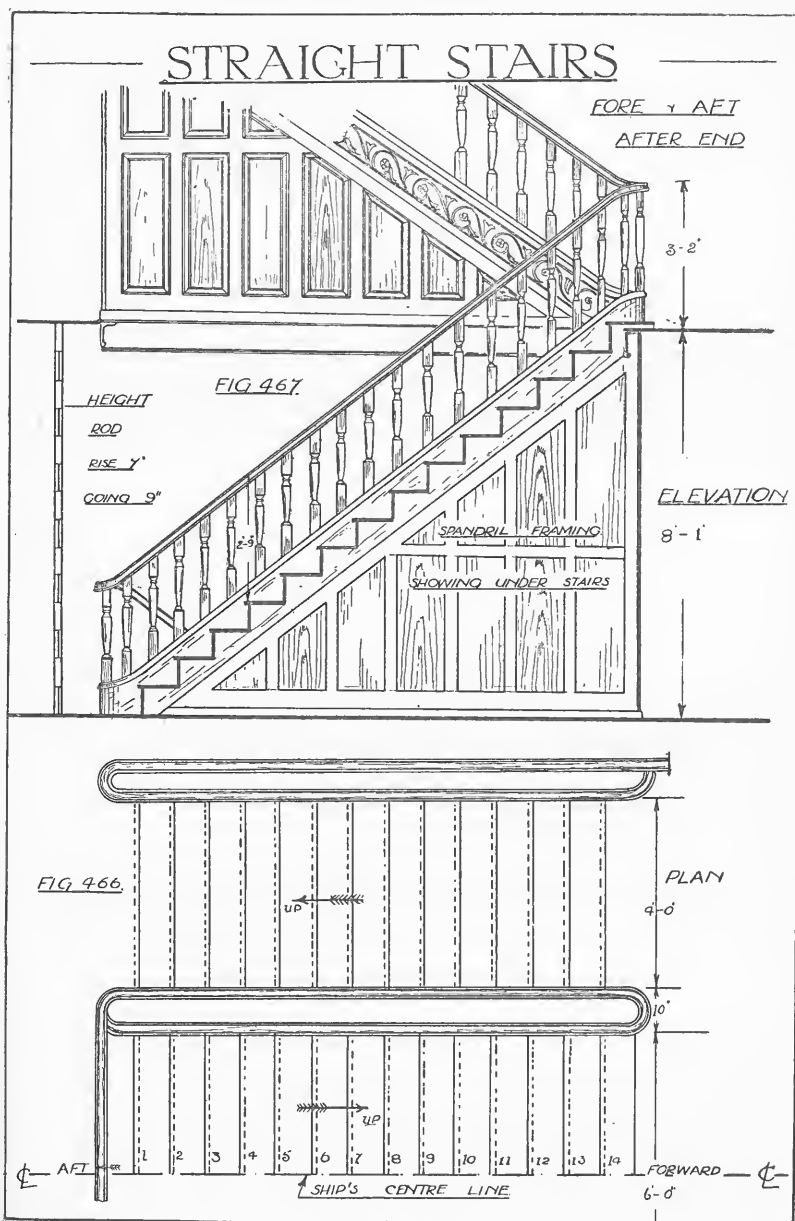 STRAIGHT STAIRS
FORE & AFT
AFTER END
3'-2"
FIG 467.
HEIGHT
ROD
RISE 7"
GOING 9"
2'-9"
ELEVATION
8'-1"
SPANDRIL FRAMING
SHOWING UNDER STAIRS
FIG 466.
UP
PLAN
4'-0"
10"
UP
1 2 3 4 5 6 7 8 9 10 11 12 13 14
℄ AFT FORWARD ℄
SHIP'S CENTRE LINE
6'-0"